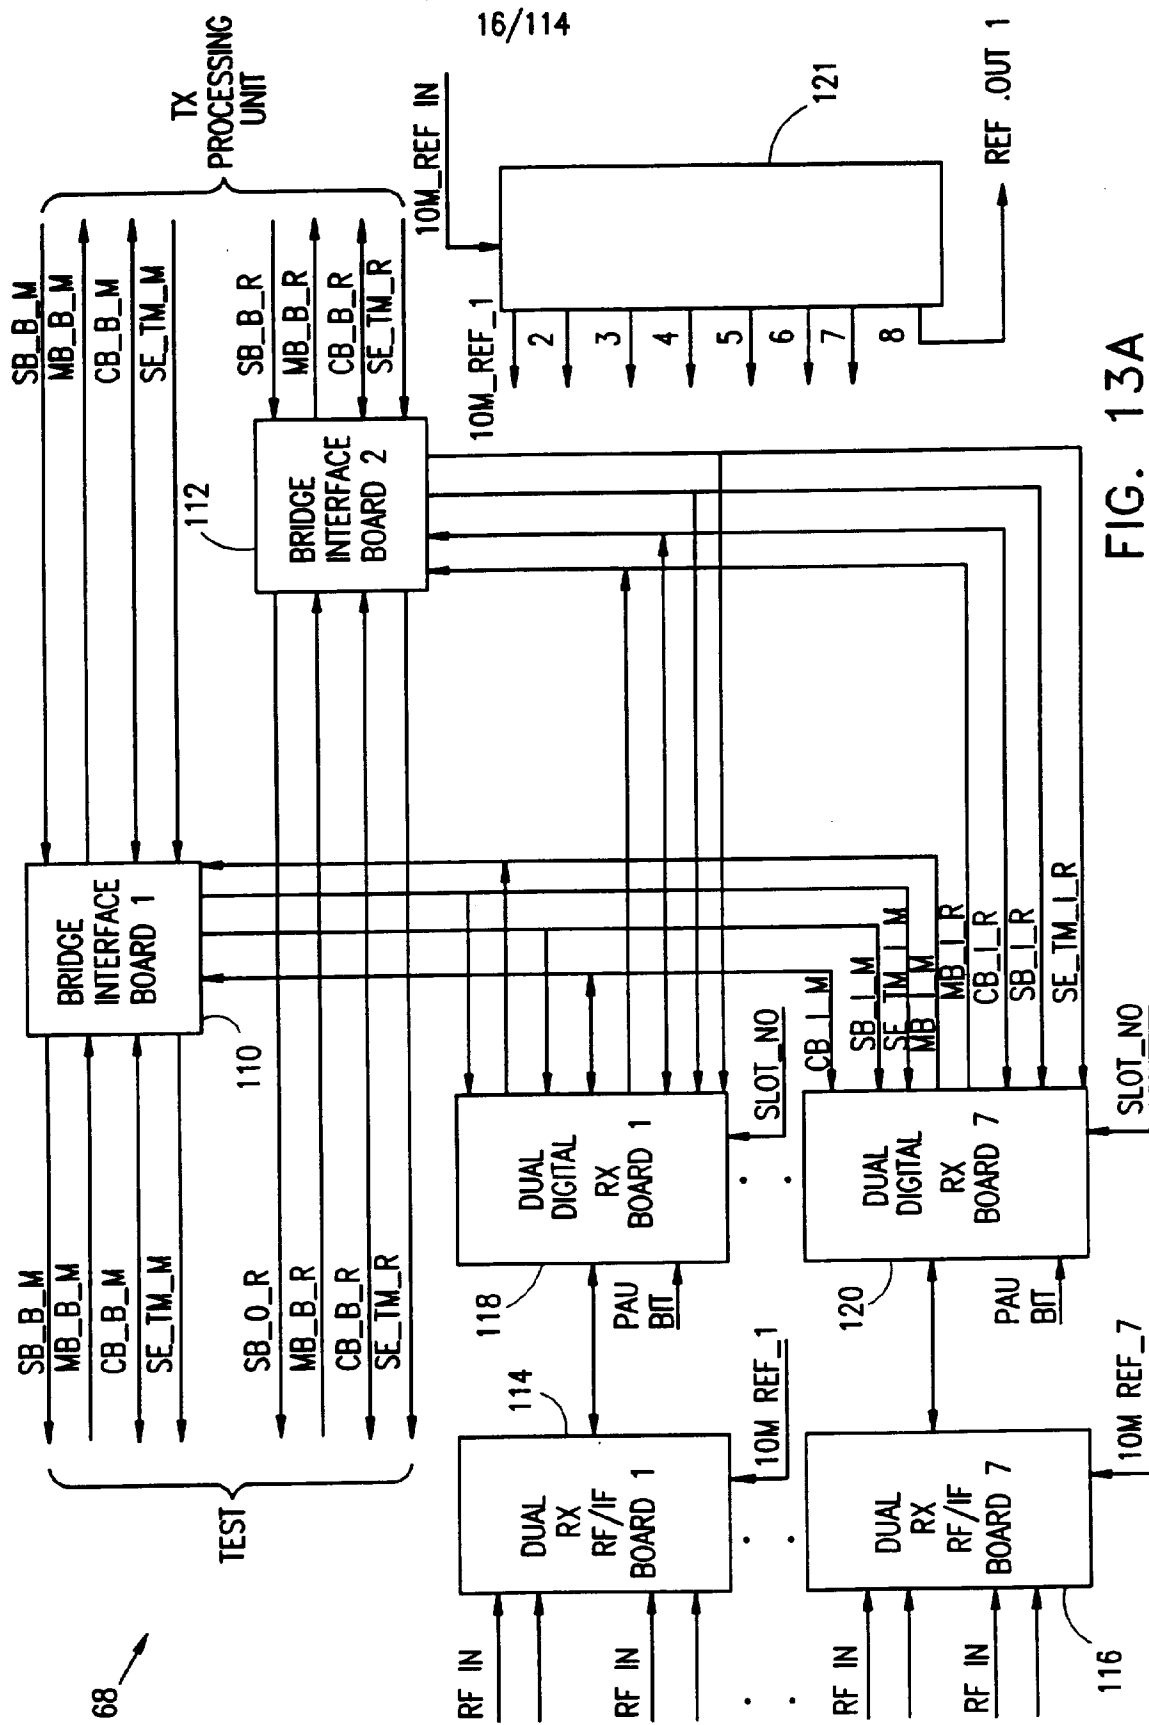 16/114
68
TEST
SB_B_M
MB_B_M
CB_B_M
SE_TM_M
SB_O_R
MB_B_R
CB_B_R
SE_TM_R
110
BRIDGE
INTERFACE
BOARD 1
SB_B_M
MB_B_M
CB_B_M
SE_TM_M
TX
PROCESSING
UNIT
112
BRIDGE
INTERFACE
BOARD 2
SB_B_R
MB_B_R
CB_B_R
SE_TM_R
RF IN
RF IN
114
DUAL
RX
RF/IF
BOARD 1
10M REF_1
118
PAU
BIT
DUAL
DIGITAL
RX
BOARD 1
SLOT_NO
10M_REF IN
121
10M_REF_1
2
3
4
5
6
7
8
REF .OUT 1
RF IN
RF IN
116
DUAL
RX
RF/IF
BOARD 7
10M REF_7
120
PAU
BIT
DUAL
DIGITAL
RX
BOARD 7
SLOT_NO
CB_I_M
SB_I_M
SE_TM_I_M
MB_I_M
MB_I_R
CB_I_R
SB_I_R
SE_TM_I_R
FIG. 13A